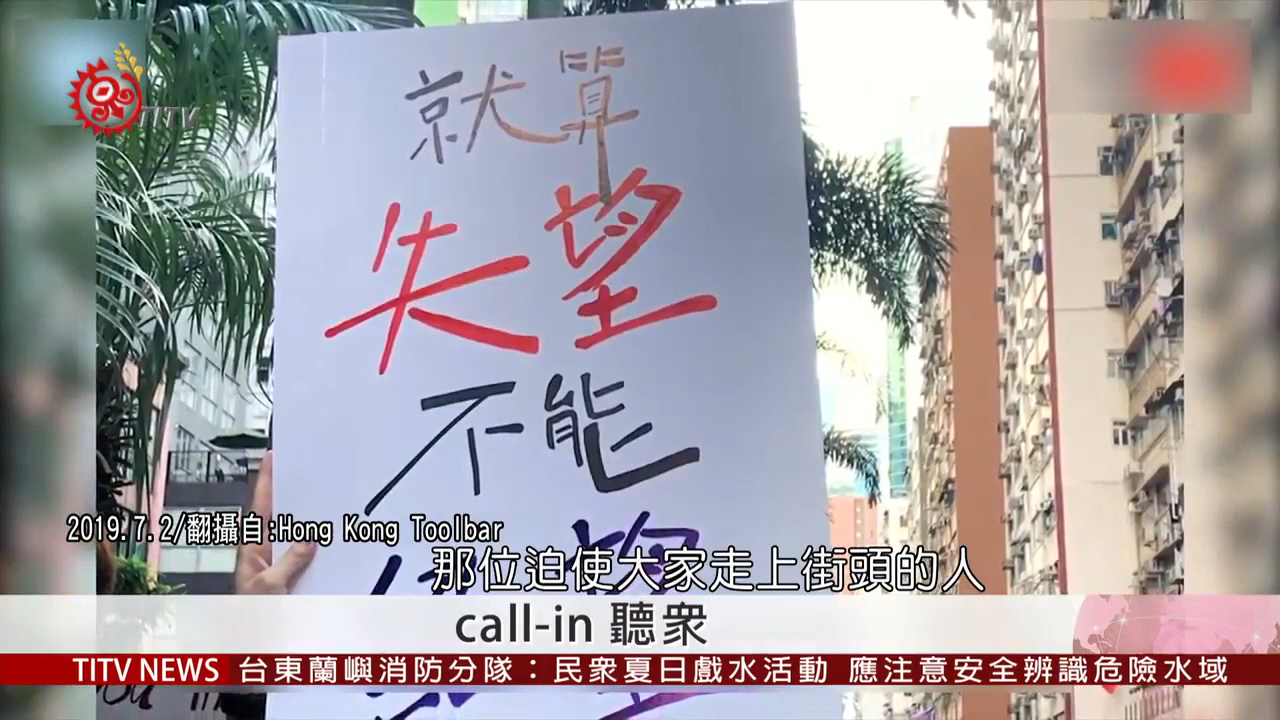 TITV
就算
失望
不能
2019.7.2/翻攝自:Hong Kong Toolbar
那位迫使大家走上街頭的人
call-in 聽衆
TITV NEWS 台東蘭嶼消防分隊：民衆夏日戲水活動 應注意安全辨識危險水域